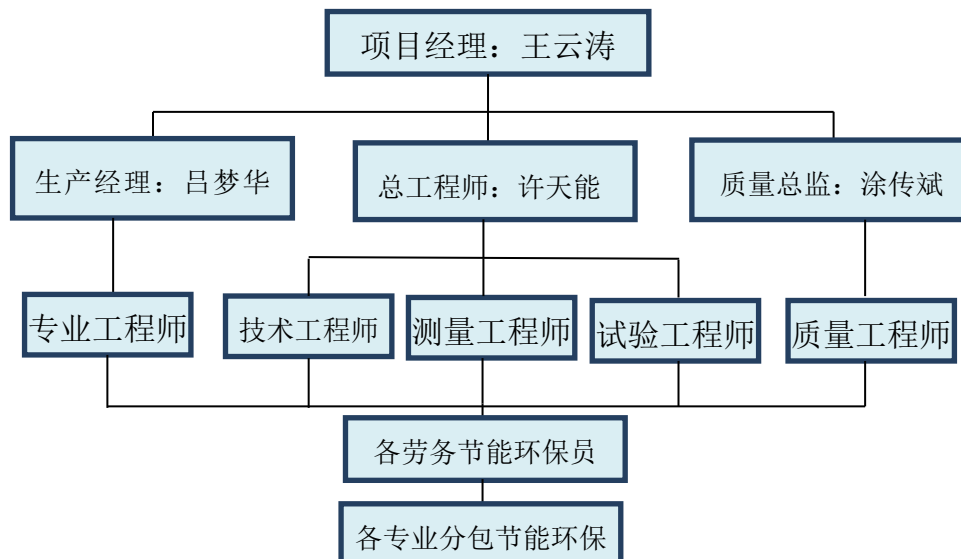 项目经理：王云涛
生产经理：吕梦华
总工程师：许天能
质量总监：涂传斌
专业工程师
技术工程师
测量工程师
试验工程师
质量工程师
各劳务节能环保员
各专业分包节能环保